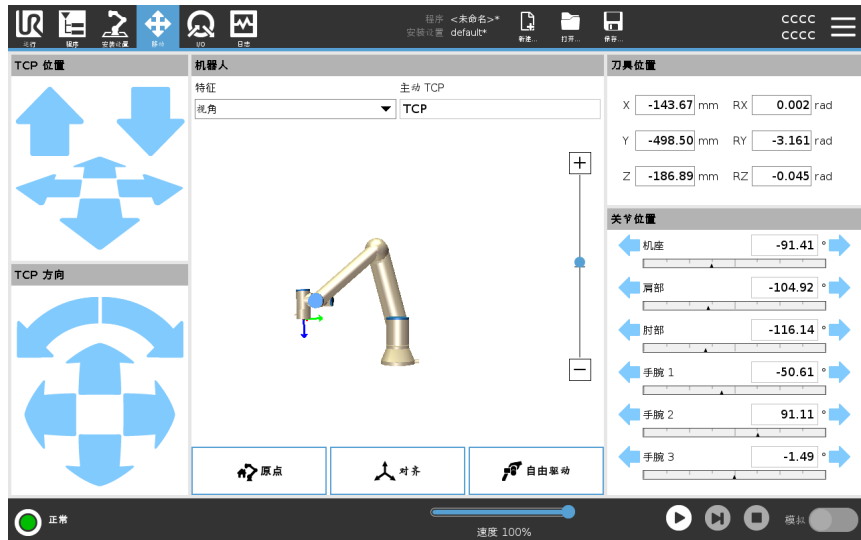 UR
程序 <未命名>*
安装设置 default*
CCCC
CCCC
运行
程序
安装设置
移动
I/O
日志
新建...
打开...
保存...
TCP 位置
机器人
刀具位置
特征
主动 TCP
视角
TCP
X -143.67 mm RX 0.002 rad
Y -498.50 mm RY -3.161 rad
Z -186.89 mm RZ -0.045 rad
关节位置
机座 -91.41 °
肩部 -104.92 °
TCP 方向
肘部 -116.14 °
手腕 1 -50.61 °
手腕 2 91.11 °
手腕 3 -1.49 °
原点
对齐
自由驱动
正常
速度 100%
模拟